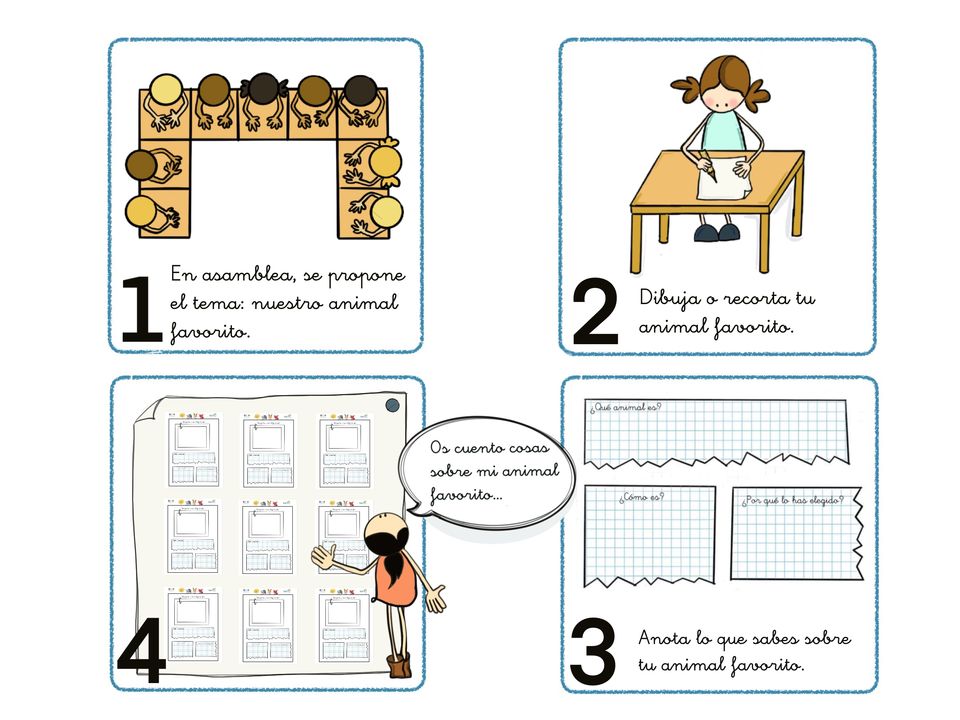 1
En asamblea, se propone
el tema: nuestro animal
favorito.
2
Dibuja o recorta tu
animal favorito.
¿Qué animal es?
¿Cómo es?
¿Por qué lo has elegido?
3
Anota lo que sabes sobre
tu animal favorito.
Os cuento cosas
sobre mi animal
favorito...
4